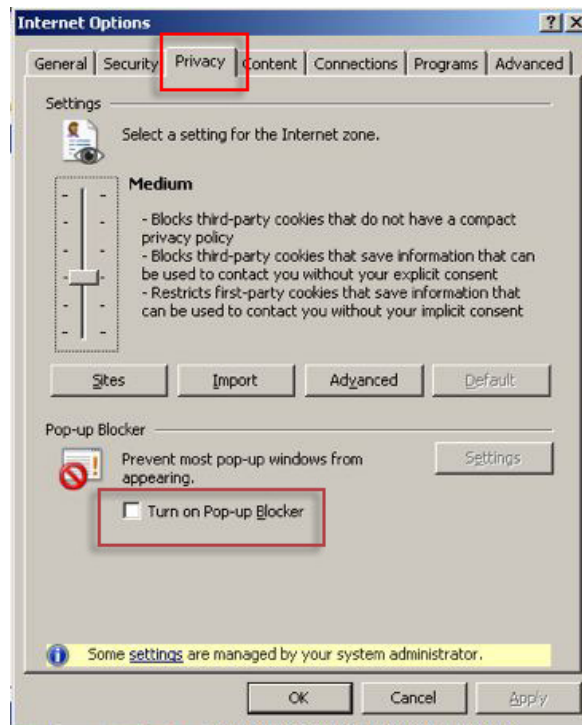 Internet Options
General Security Privacy Content Connections Programs Advanced
Settings
Select a setting for the Internet zone.
Medium
- Blocks third-party cookies that do not have a compact
privacy policy
- Blocks third-party cookies that save information that can
be used to contact you without your explicit consent
- Restricts first-party cookies that save information that
can be used to contact you without your implicit consent
Sites Import Advanced Default
Pop-up Blocker
Prevent most pop-up windows from
appearing.
Settings
Turn on Pop-up Blocker
Some settings are managed by your system administrator.
OK Cancel Apply